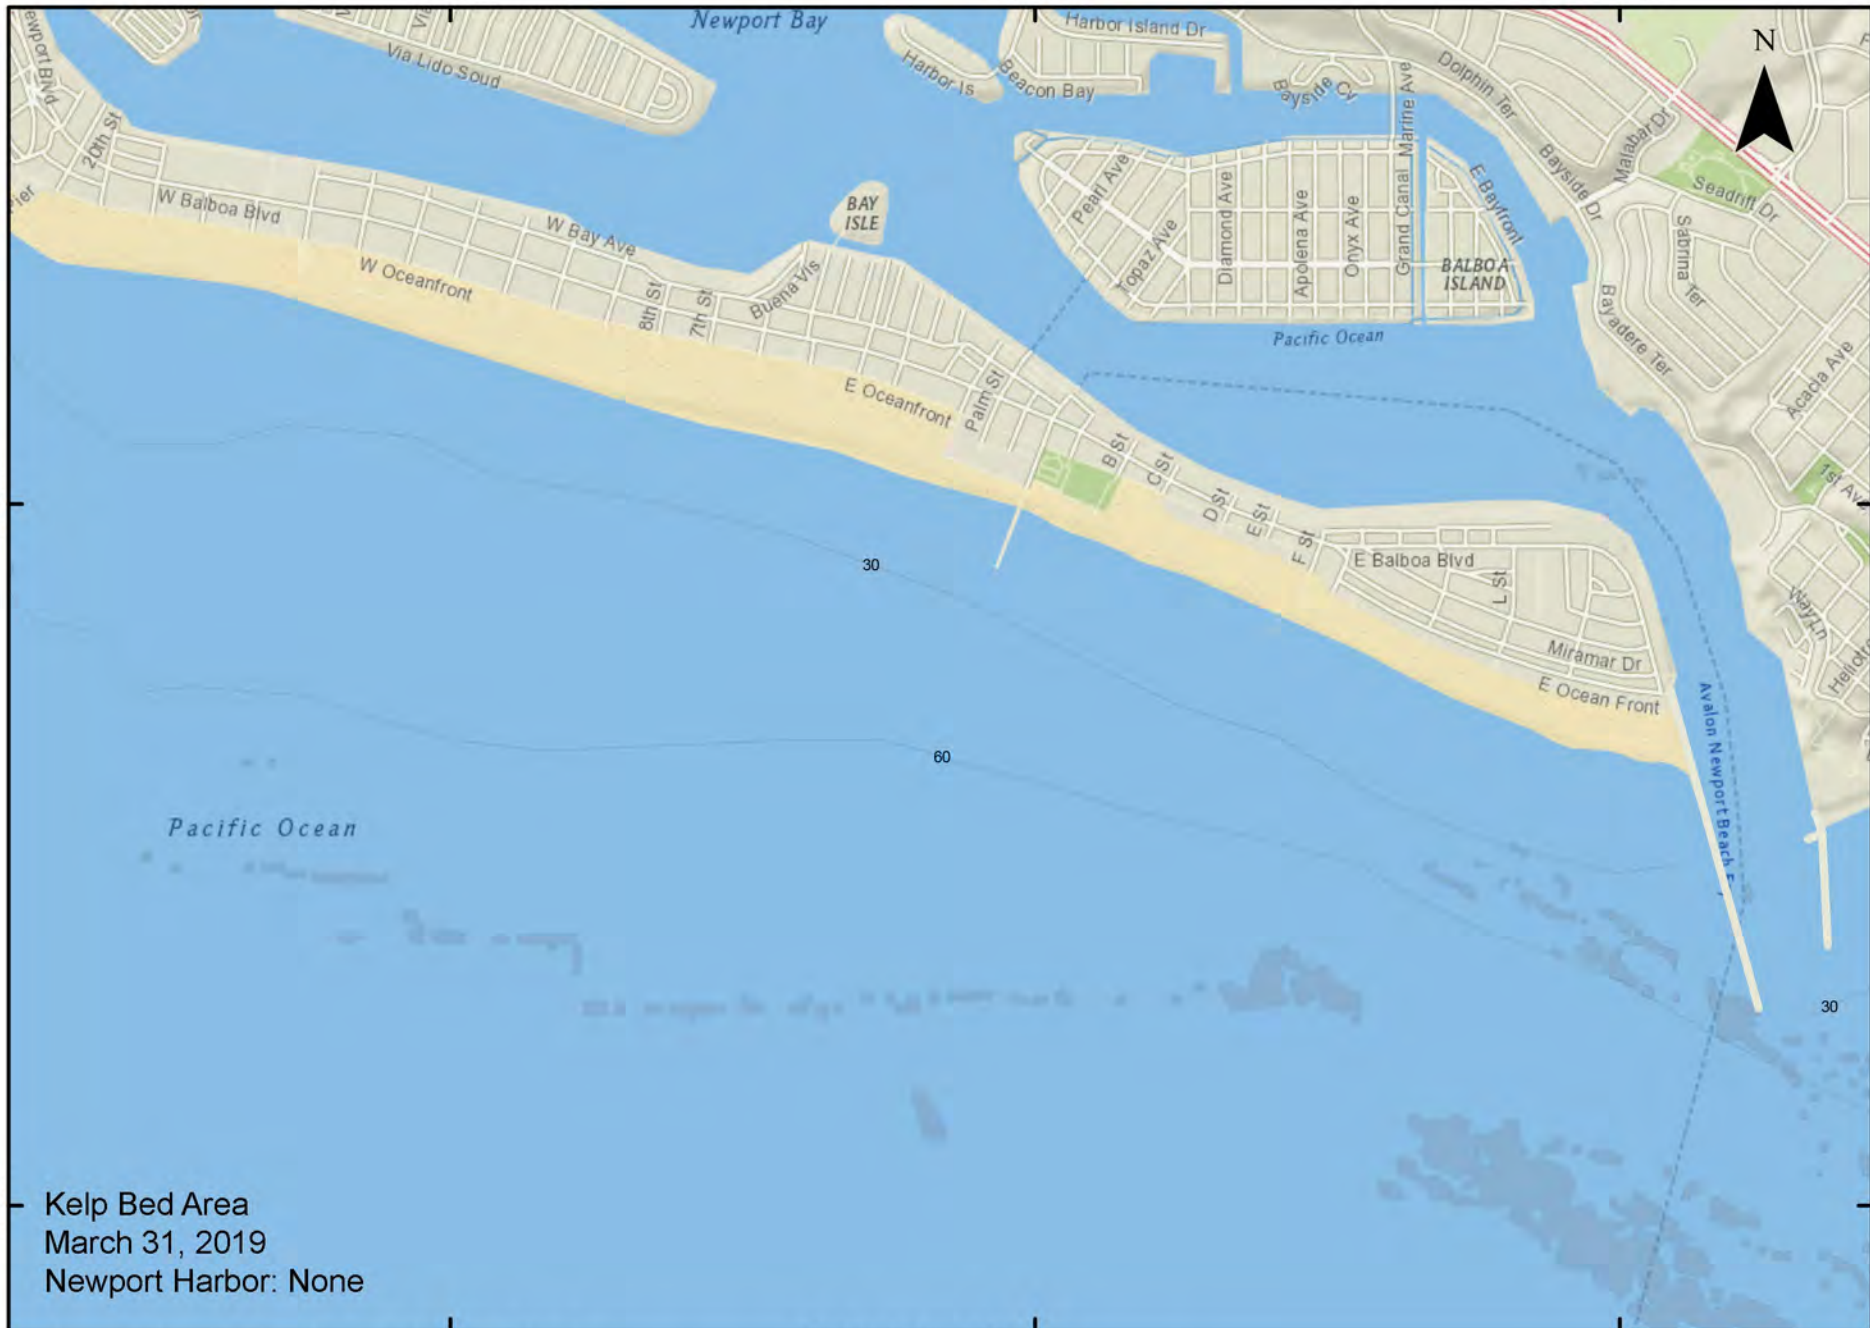 Newport Bay
Harbor Island Dr
N
Via Lido Soud
Harbor Is
Beacon Bay
Bayside Cv
Marine Ave
Dolphin Ter
Malabar Dr
20th St
Pearl Ave
Bayside Dr
Seadrift Dr
E Bayfront
W Balboa Blvd
BAY
ISLE
W Bay Ave
Topaz Ave
Diamond Ave
Apolena Ave
Onyx Ave
Grand Canal
BALBOA
ISLAND
Sabrina Ter
W Oceanfront
8th St
7th St
Buena Vis
Pacific Ocean
Bayadere Ter
Acacia Ave
E Oceanfront
Palm St
B St
C St
D St
E St
F St
E Balboa Blvd
L St
30
Way Ln
Miramar Dr
E Ocean Front
Avalon Newport Beach
60
Pacific Ocean
30
Kelp Bed Area
March 31, 2019
Newport Harbor: None